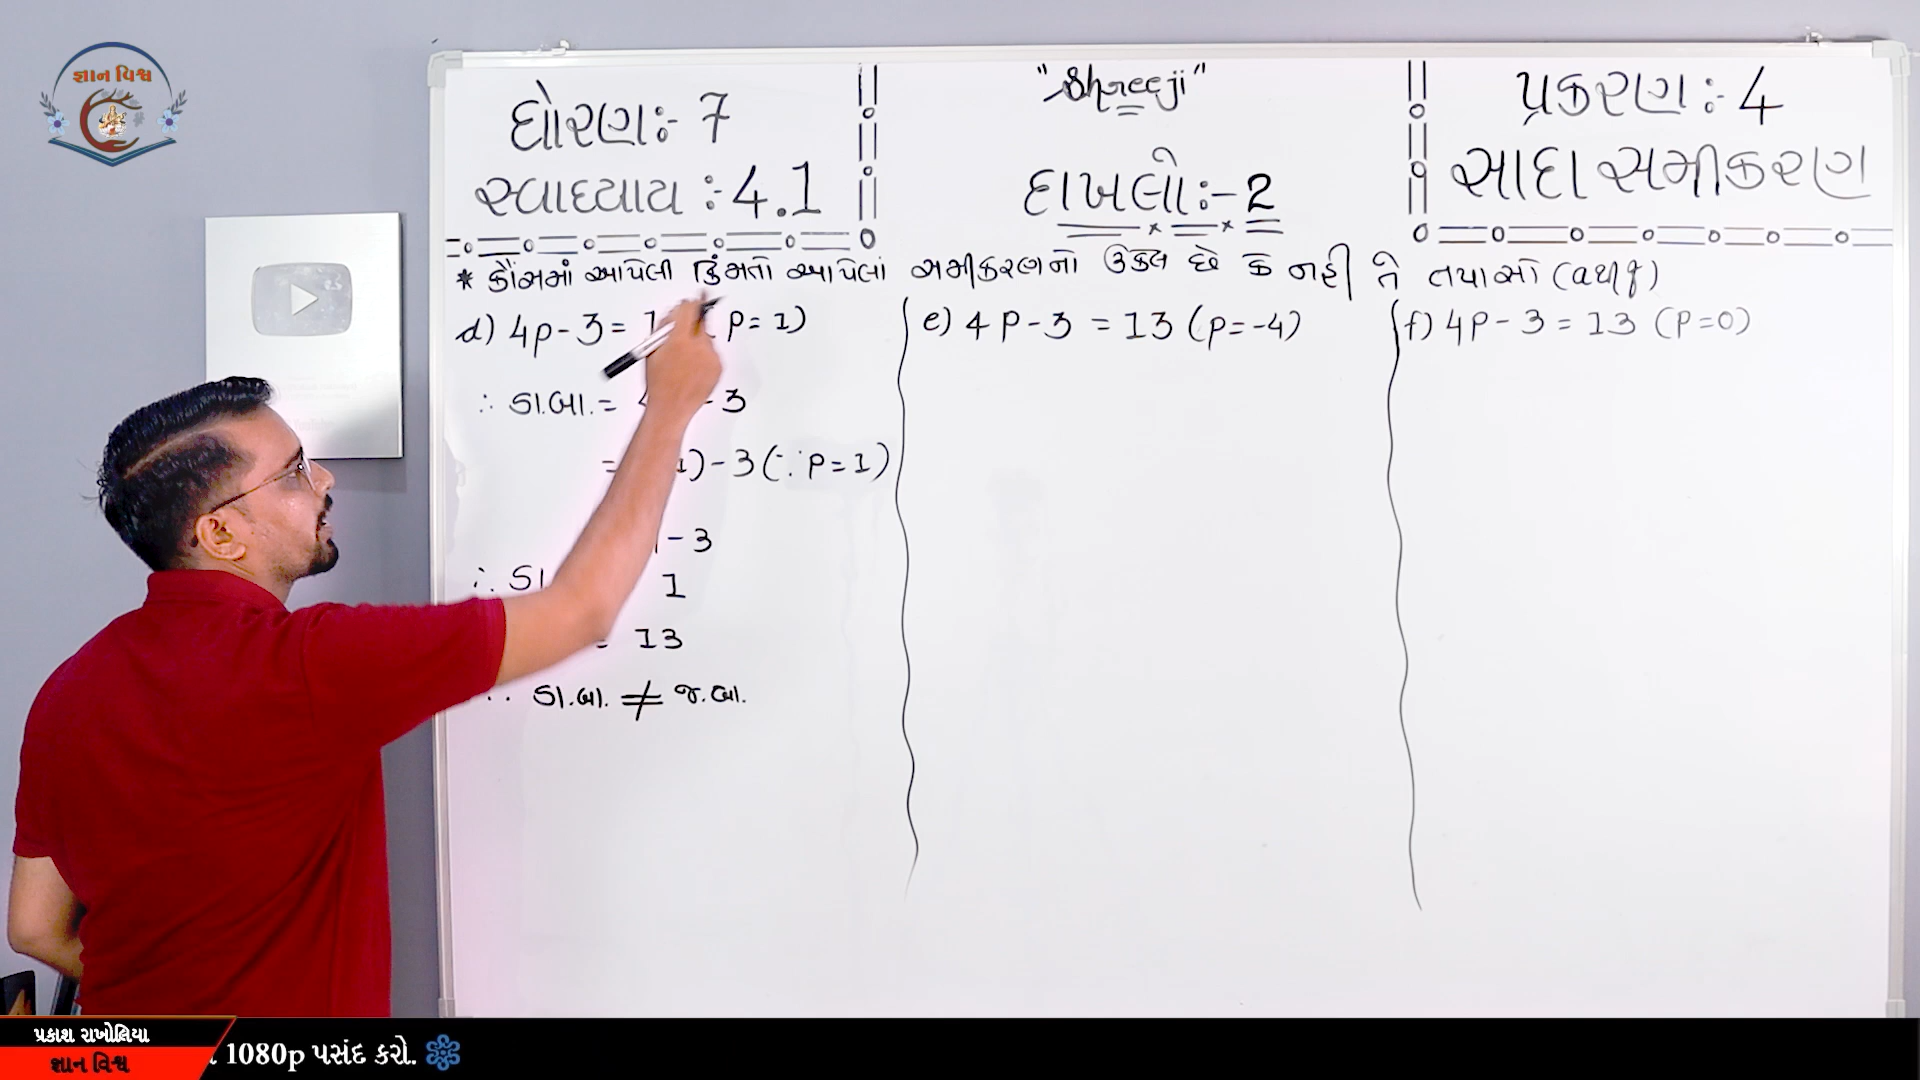 જ્ઞાન વિશ્વ
ધોરણ:- 7
સ્વાધ્યાય :- 4.1
"Shreeji"
દાખલો:- 2
પ્રકરણ:- 4
સાદા સમીકરણ
* કૌંસમાં આપેલી કિંમતો આપેલાં સમીકરણનો ઉકેલ છે કે નહીં તે તપાસો (a થી f)
d) 4p - 3 = 1 (p = 1)
∴ ડા.બા. = 4 - 3
= 1) - 3 (∵ p = 1)
- 3
∴ ડા 1
= 13
∴ ડા.બા. ≠ જ.બા.
e) 4p - 3 = 13 (p = -4)
f) 4p - 3 = 13 (p = 0)
પ્રકાશ રાખોલિયા
જ્ઞાન વિશ્વ
1080p પસંદ કરો.